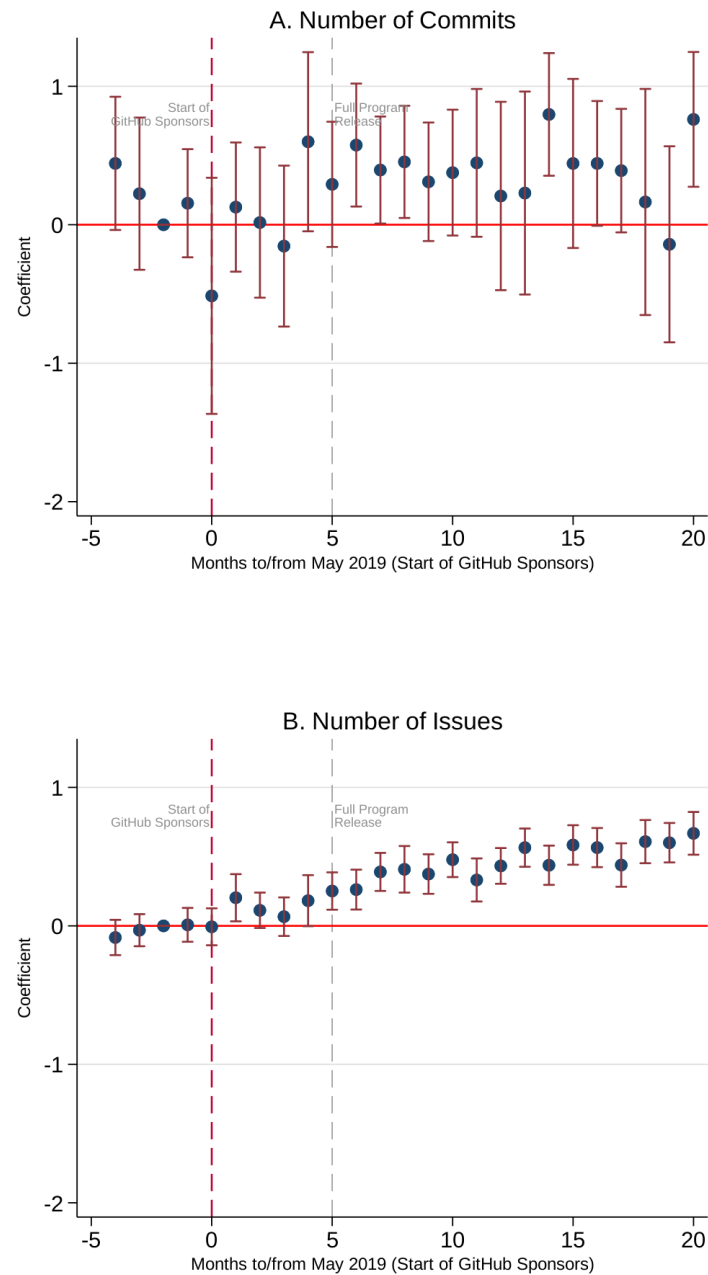 A. Number of Commits
1
0
-1
-2
Coefficient
Start of
GitHub Sponsors
Full Program
Release
-5 0 5 10 15 20
Months to/from May 2019 (Start of GitHub Sponsors)
B. Number of Issues
1
0
-1
-2
Coefficient
Start of
GitHub Sponsors
Full Program
Release
-5 0 5 10 15 20
Months to/from May 2019 (Start of GitHub Sponsors)